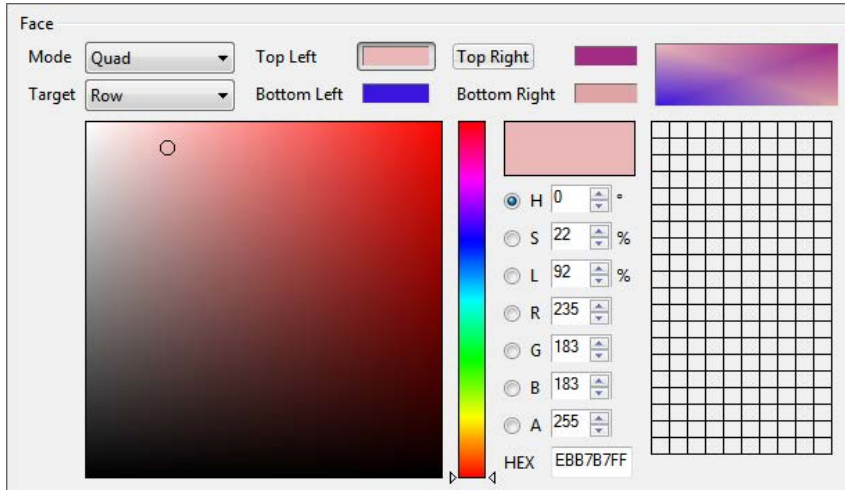 Face
Mode Quad Top Left Top Right
Target Row Bottom Left Bottom Right
H 0 °
S 22 %
L 92 %
R 235
G 183
B 183
A 255
HEX EBB7B7FF